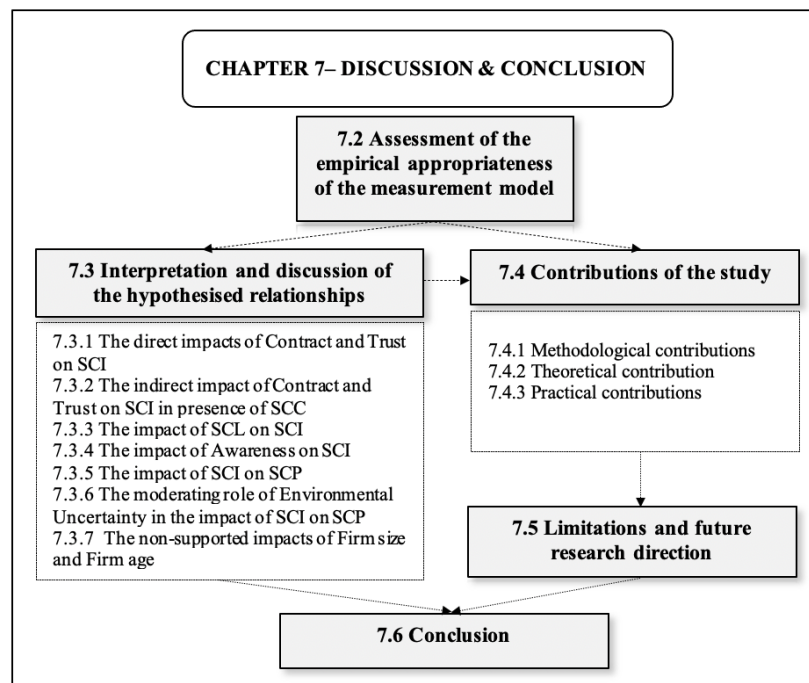 CHAPTER 7– DISCUSSION & CONCLUSION
7.2 Assessment of the
empirical appropriateness
of the measurement model
7.3 Interpretation and discussion of
the hypothesised relationships
7.3.1 The direct impacts of Contract and Trust
on SCI
7.3.2 The indirect impact of Contract and
Trust on SCI in presence of SCC
7.3.3 The impact of SCL on SCI
7.3.4 The impact of Awareness on SCI
7.3.5 The impact of SCI on SCP
7.3.6 The moderating role of Environmental
Uncertainty in the impact of SCI on SCP
7.3.7 The non-supported impacts of Firm size
and Firm age
7.4 Contributions of the study
7.4.1 Methodological contributions
7.4.2 Theoretical contribution
7.4.3 Practical contributions
7.5 Limitations and future
research direction
7.6 Conclusion